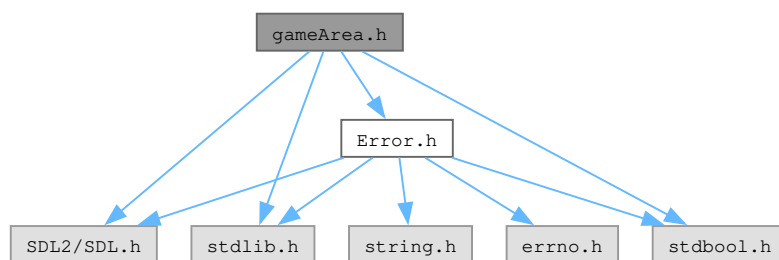 gameArea.h
Error.h
SDL2/SDL.h
stdlib.h
string.h
errno.h
stdbool.h